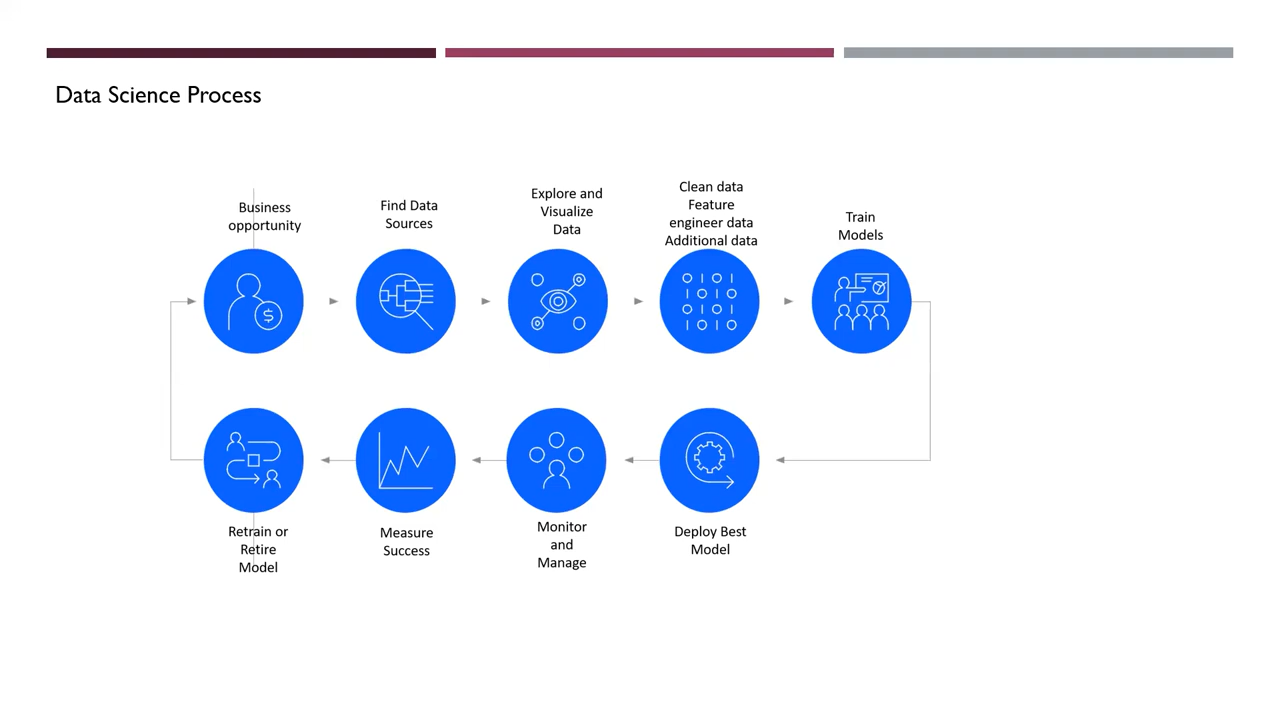 Data Science Process
Business
opportunity
Find Data
Sources
Explore and
Visualize
Data
Clean data
Feature
engineer data
Additional data
Train
Models
$
Retrain or
Retire
Model
Measure
Success
Monitor
and
Manage
Deploy Best
Model